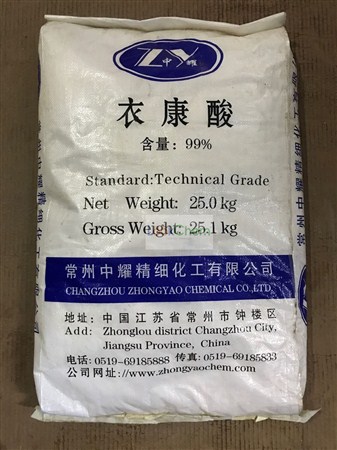 ZY
中 耀
衣康酸
含量：99%
Standard:Technical Grade
Net Weight: 25.0 kg
Gross Weight: 25.1 kg
常州中耀精细化工有限公司
CHANGZHOU ZHONGYAO CHEMICAL CO.,LTD.
地址：中国江苏省常州市钟楼区
Add: Zhonglou district Changzhou City,
Jiangsu Province, China
电话: 0519-69185888 传真: 0519-69185833
公司网址://www.zhongyaochem.com